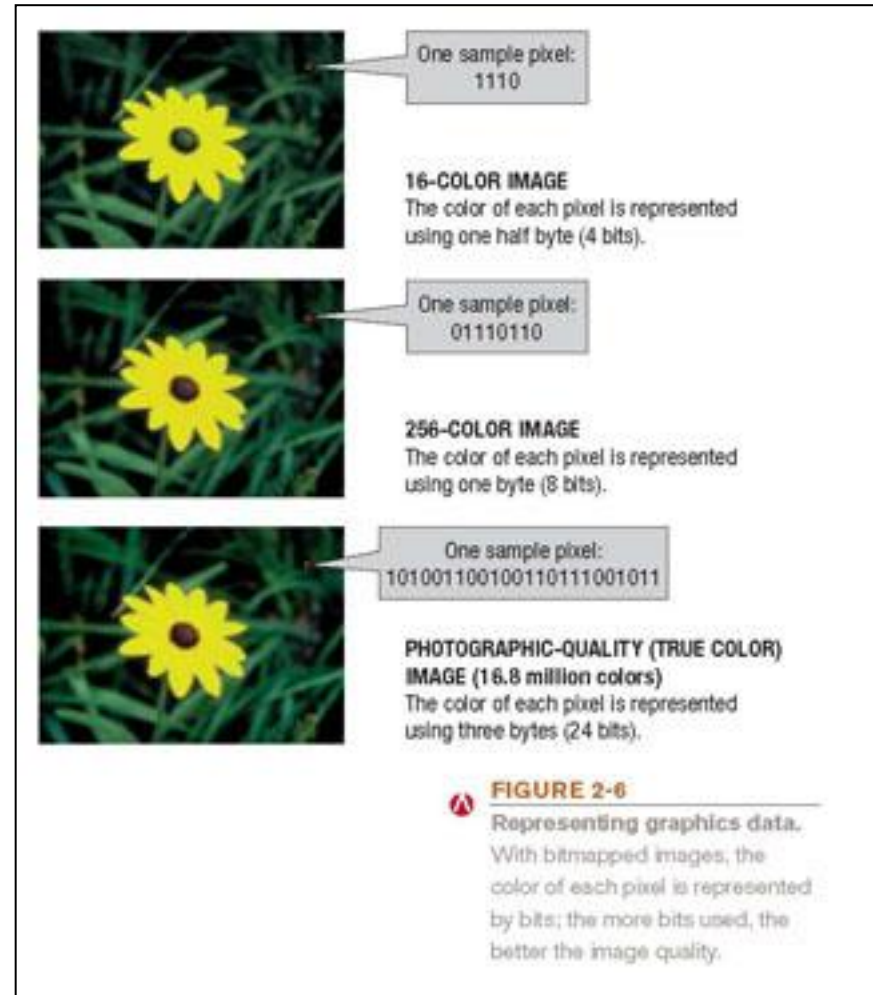 One sample pixel:
1110
16-COLOR IMAGE
The color of each pixel is represented
using one half byte (4 bits).
One sample pixel:
01110110
256-COLOR IMAGE
The color of each pixel is represented
using one byte (8 bits).
One sample pixel:
101001100100110111001011
PHOTOGRAPHIC-QUALITY (TRUE COLOR)
IMAGE (16.8 million colors)
The color of each pixel is represented
using three bytes (24 bits).
FIGURE 2-6
Representing graphics data.
With bitmapped images, the
color of each pixel is represented
by bits; the more bits used, the
better the image quality.